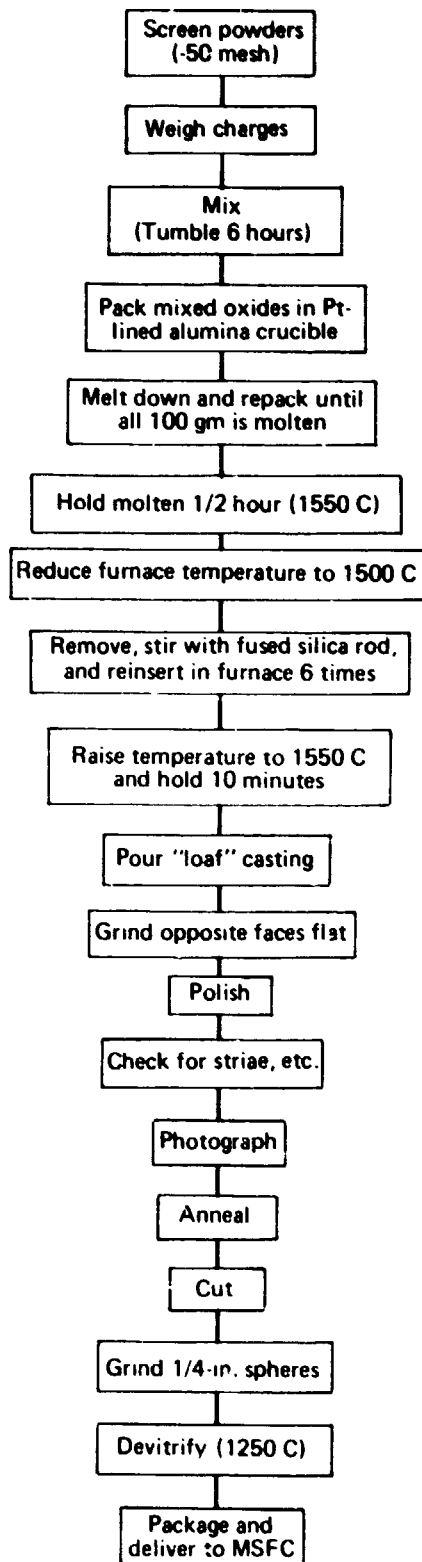 Screen powders
(-50 mesh)
Weigh charges
Mix
(Tumble 6 hours)
Pack mixed oxides in Pt-
lined alumina crucible
Melt down and repack until
all 100 gm is molten
Hold molten 1/2 hour (1550 C)
Reduce furnace temperature to 1500 C
Remove, stir with fused silica rod,
and reinsert in furnace 6 times
Raise temperature to 1550 C
and hold 10 minutes
Pour "loaf" casting
Grind opposite faces flat
Polish
Check for striae, etc.
Photograph
Anneal
Cut
Grind 1/4-in. spheres
Devitrify (1250 C)
Package and
deliver to MSFC